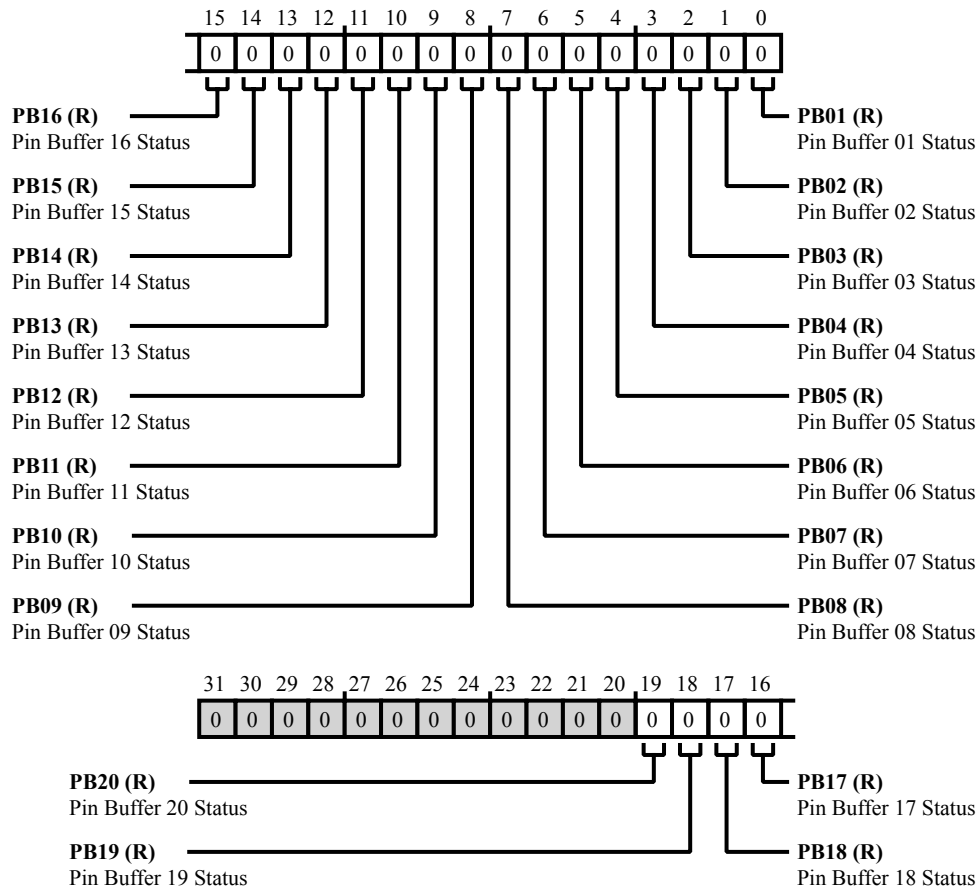 15 14 13 12 11 10 9 8 7 6 5 4 3 2 1 0
0 0 0 0 0 0 0 0 0 0 0 0 0 0 0 0
PB16 (R)
Pin Buffer 16 Status
PB01 (R)
Pin Buffer 01 Status
PB15 (R)
Pin Buffer 15 Status
PB02 (R)
Pin Buffer 02 Status
PB14 (R)
Pin Buffer 14 Status
PB03 (R)
Pin Buffer 03 Status
PB13 (R)
Pin Buffer 13 Status
PB04 (R)
Pin Buffer 04 Status
PB12 (R)
Pin Buffer 12 Status
PB05 (R)
Pin Buffer 05 Status
PB11 (R)
Pin Buffer 11 Status
PB06 (R)
Pin Buffer 06 Status
PB10 (R)
Pin Buffer 10 Status
PB07 (R)
Pin Buffer 07 Status
PB09 (R)
Pin Buffer 09 Status
PB08 (R)
Pin Buffer 08 Status
31 30 29 28 27 26 25 24 23 22 21 20 19 18 17 16
0 0 0 0 0 0 0 0 0 0 0 0 0 0 0 0
PB20 (R)
Pin Buffer 20 Status
PB17 (R)
Pin Buffer 17 Status
PB19 (R)
Pin Buffer 19 Status
PB18 (R)
Pin Buffer 18 Status